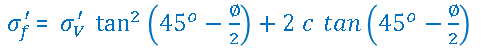 σ′f = σ′V tan² (45° − ø/2) + 2 c tan (45° − ø/2)